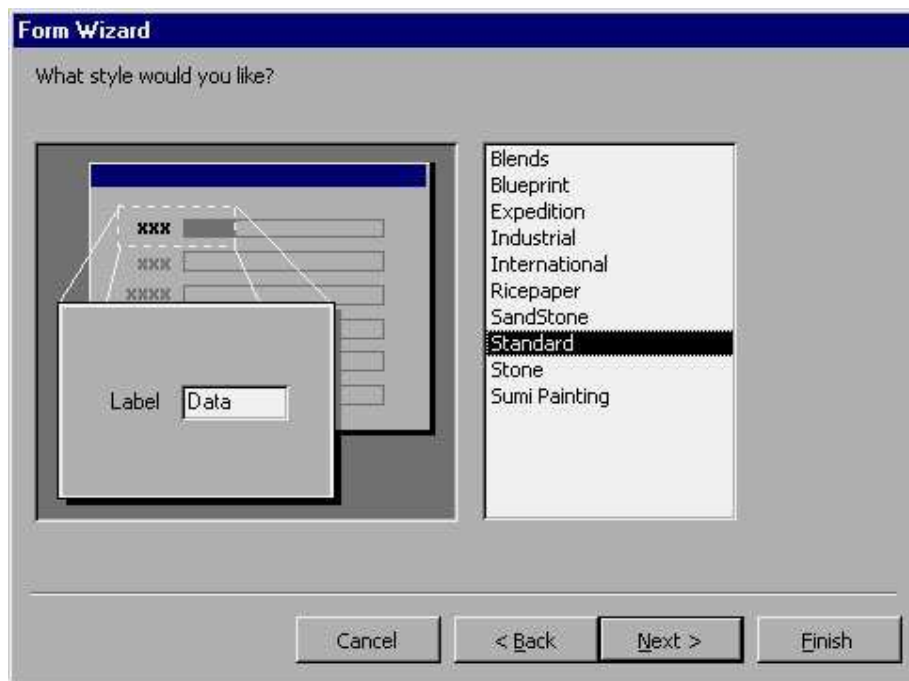 Form Wizard
What style would you like?
xxx
xxx
xxxx
Label Data
Blends
Blueprint
Expedition
Industrial
International
Ricepaper
SandStone
Standard
Stone
Sumi Painting
Cancel < Back Next > Finish